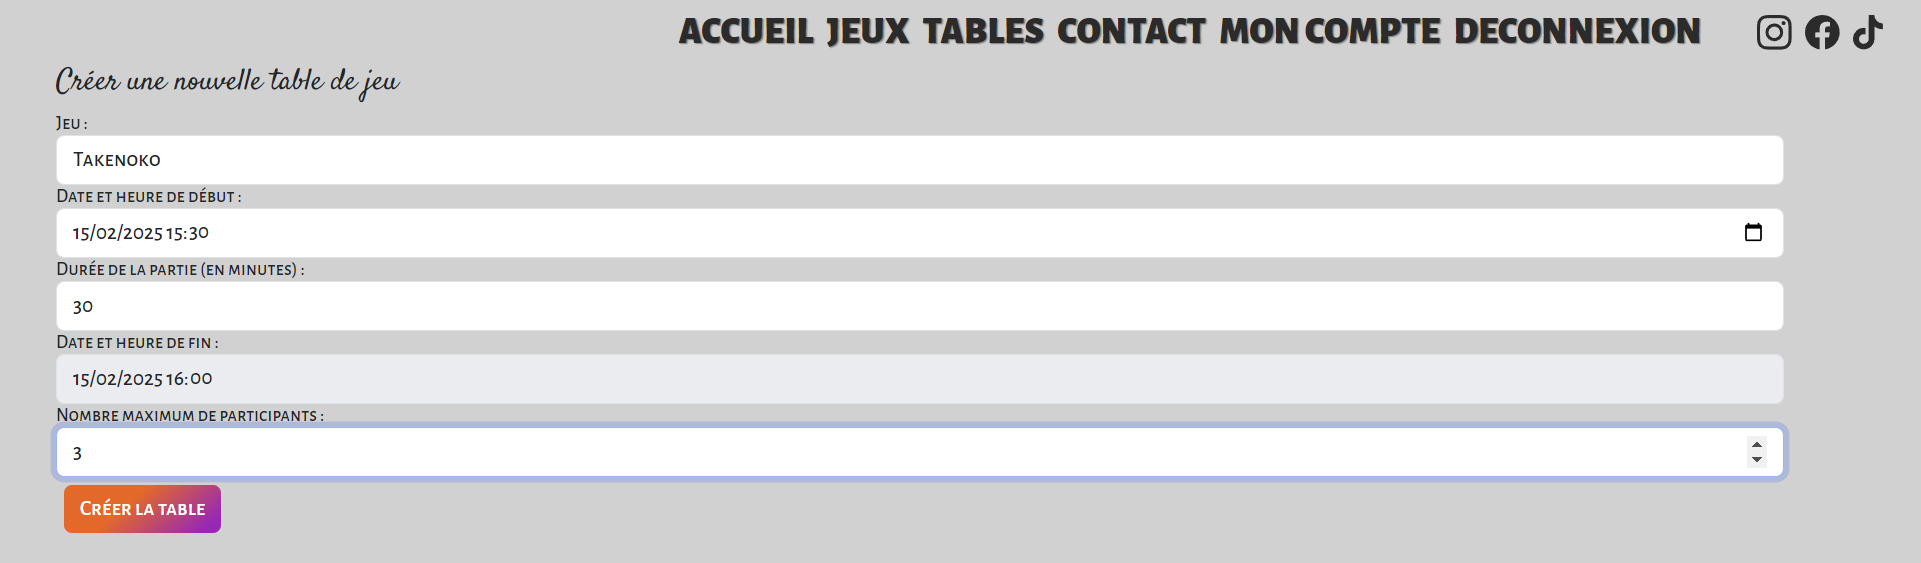 ACCUEIL JEUX TABLES CONTACT MON COMPTE DECONNEXION
Créer une nouvelle table de jeu
Jeu :
Takenoko
Date et heure de début :
15/02/2025 15:30
Durée de la partie (en minutes) :
30
Date et heure de fin :
15/02/2025 16:00
Nombre maximum de participants :
3
Créer la table